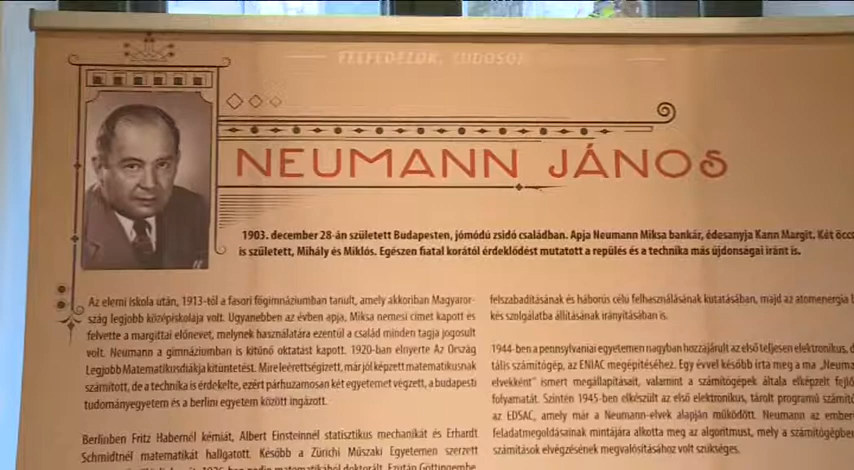 FELFEDEZŐK, TUDÓSOK
NEUMANN JÁNOS
1903. december 28-án született Budapesten, jómódú zsidó családban. Apja Neumann Miksa bankár, édesanyja Kann Margit. Két öccse
is született, Mihály és Miklós. Egészen fiatal korától érdeklődést mutatott a repülés és a technika más újdonságai iránt is.
Az elemi iskola után, 1913-tól a fasori főgimnáziumban tanult, amely akkoriban Magyaror-
szág legjobb középiskolája volt. Ugyanebben az évben apja, Miksa nemesi címet kapott és
felvette a margittai előnevet, melynek használatára ezentúl a család minden tagja jogosult
volt. Neumann a gimnáziumban is kitűnő oktatást kapott. 1920-ban elnyerte Az Ország
Legjobb Matematikusdiákja kitüntetést. Mire leérettségizett, már jól képzett matematikusnak
számított, de a technika is érdekelte, ezért párhuzamosan két egyetemet végzett, a budapesti
tudományegyetem és a berlini egyetem között ingázott.
Berlinben Fritz Habernél kémiát, Albert Einsteinnél statisztikus mechanikát és Erhardt
Schmidtnél matematikát hallgatott. Később a Zürichi Műszaki Egyetemen szerzett
felszabadításának és háborús célú felhasználásának kutatásában, majd az atomenergia
kés szolgálatba állításának irányításában is.
1944-ben a pennsylvaniai egyetemen nagyban hozzájárult az első teljesen elektronikus,
tális számítógép, az ENIAC megépítéséhez. Egy évvel később írta meg a ma „Neuma
elvekként" ismert megállapításait, valamint a számítógépek általa elképzelt fejlő
folyamatát. Szintén 1945-ben elkészült az első elektronikus, tárolt programú számító
az EDSAC, amely már a Neumann-elvek alapján működött. Neumann az ember
feladatmegoldásainak mintájára alkotta meg az algoritmust, mely a számítógépber
számítások elvégzésének megvalósításához volt szükséges.